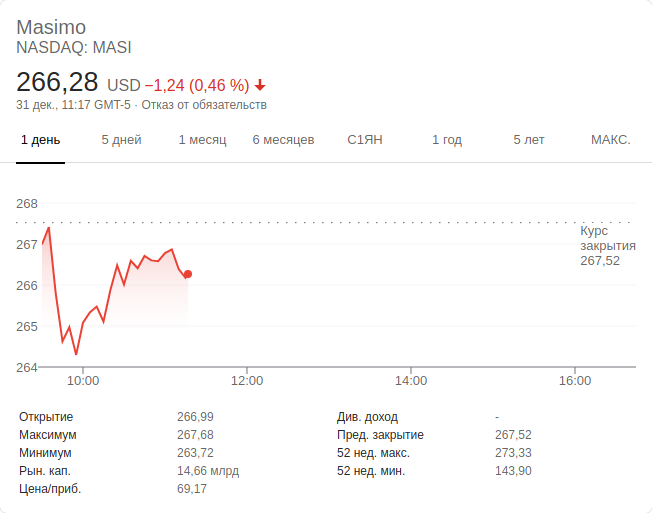 Masimo
NASDAQ: MASI
266,28 USD −1,24 (0,46 %)
31 дек., 11:17 GMT-5 · Отказ от обязательств
1 день 5 дней 1 месяц 6 месяцев С1ЯН 1 год 5 лет МАКС.
268
267
266
265
264
Курс
закрытия
267,52
10:00 12:00 14:00 16:00
Открытие 266,99 Див. доход -
Максимум 267,68 Пред. закрытие 267,52
Минимум 263,72 52 нед. макс. 273,33
Рын. кап. 14,66 млрд 52 нед. мин. 143,90
Цена/приб. 69,17